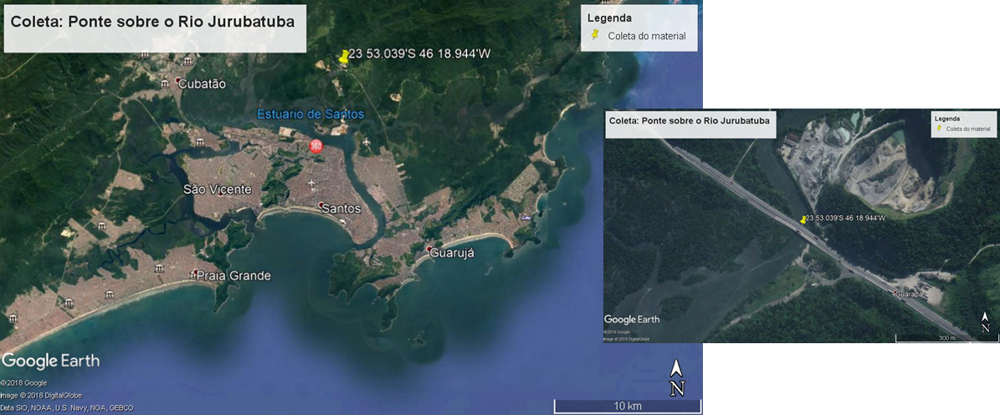 Coleta: Ponte sobre o Rio Jurubatuba
Legenda
Coleta do material
23 53.039'S 46 18.944'W
Cubatão
Estuario de Santos
360
São Vicente
Santos
Guarujá
Praia Grande
Google Earth
©2018 Google
Image © 2018 DigitalGlobe
Data SIO, NOAA, U.S. Navy, NGA, GEBCO
N
10 km
Coleta: Ponte sobre o Rio Jurubatuba
Legenda
Coleta do material
23 53.039'S 46 18.944'W
Guarapa
Google Earth
©2018 Google
Image © 2018 DigitalGlobe
N
300 m